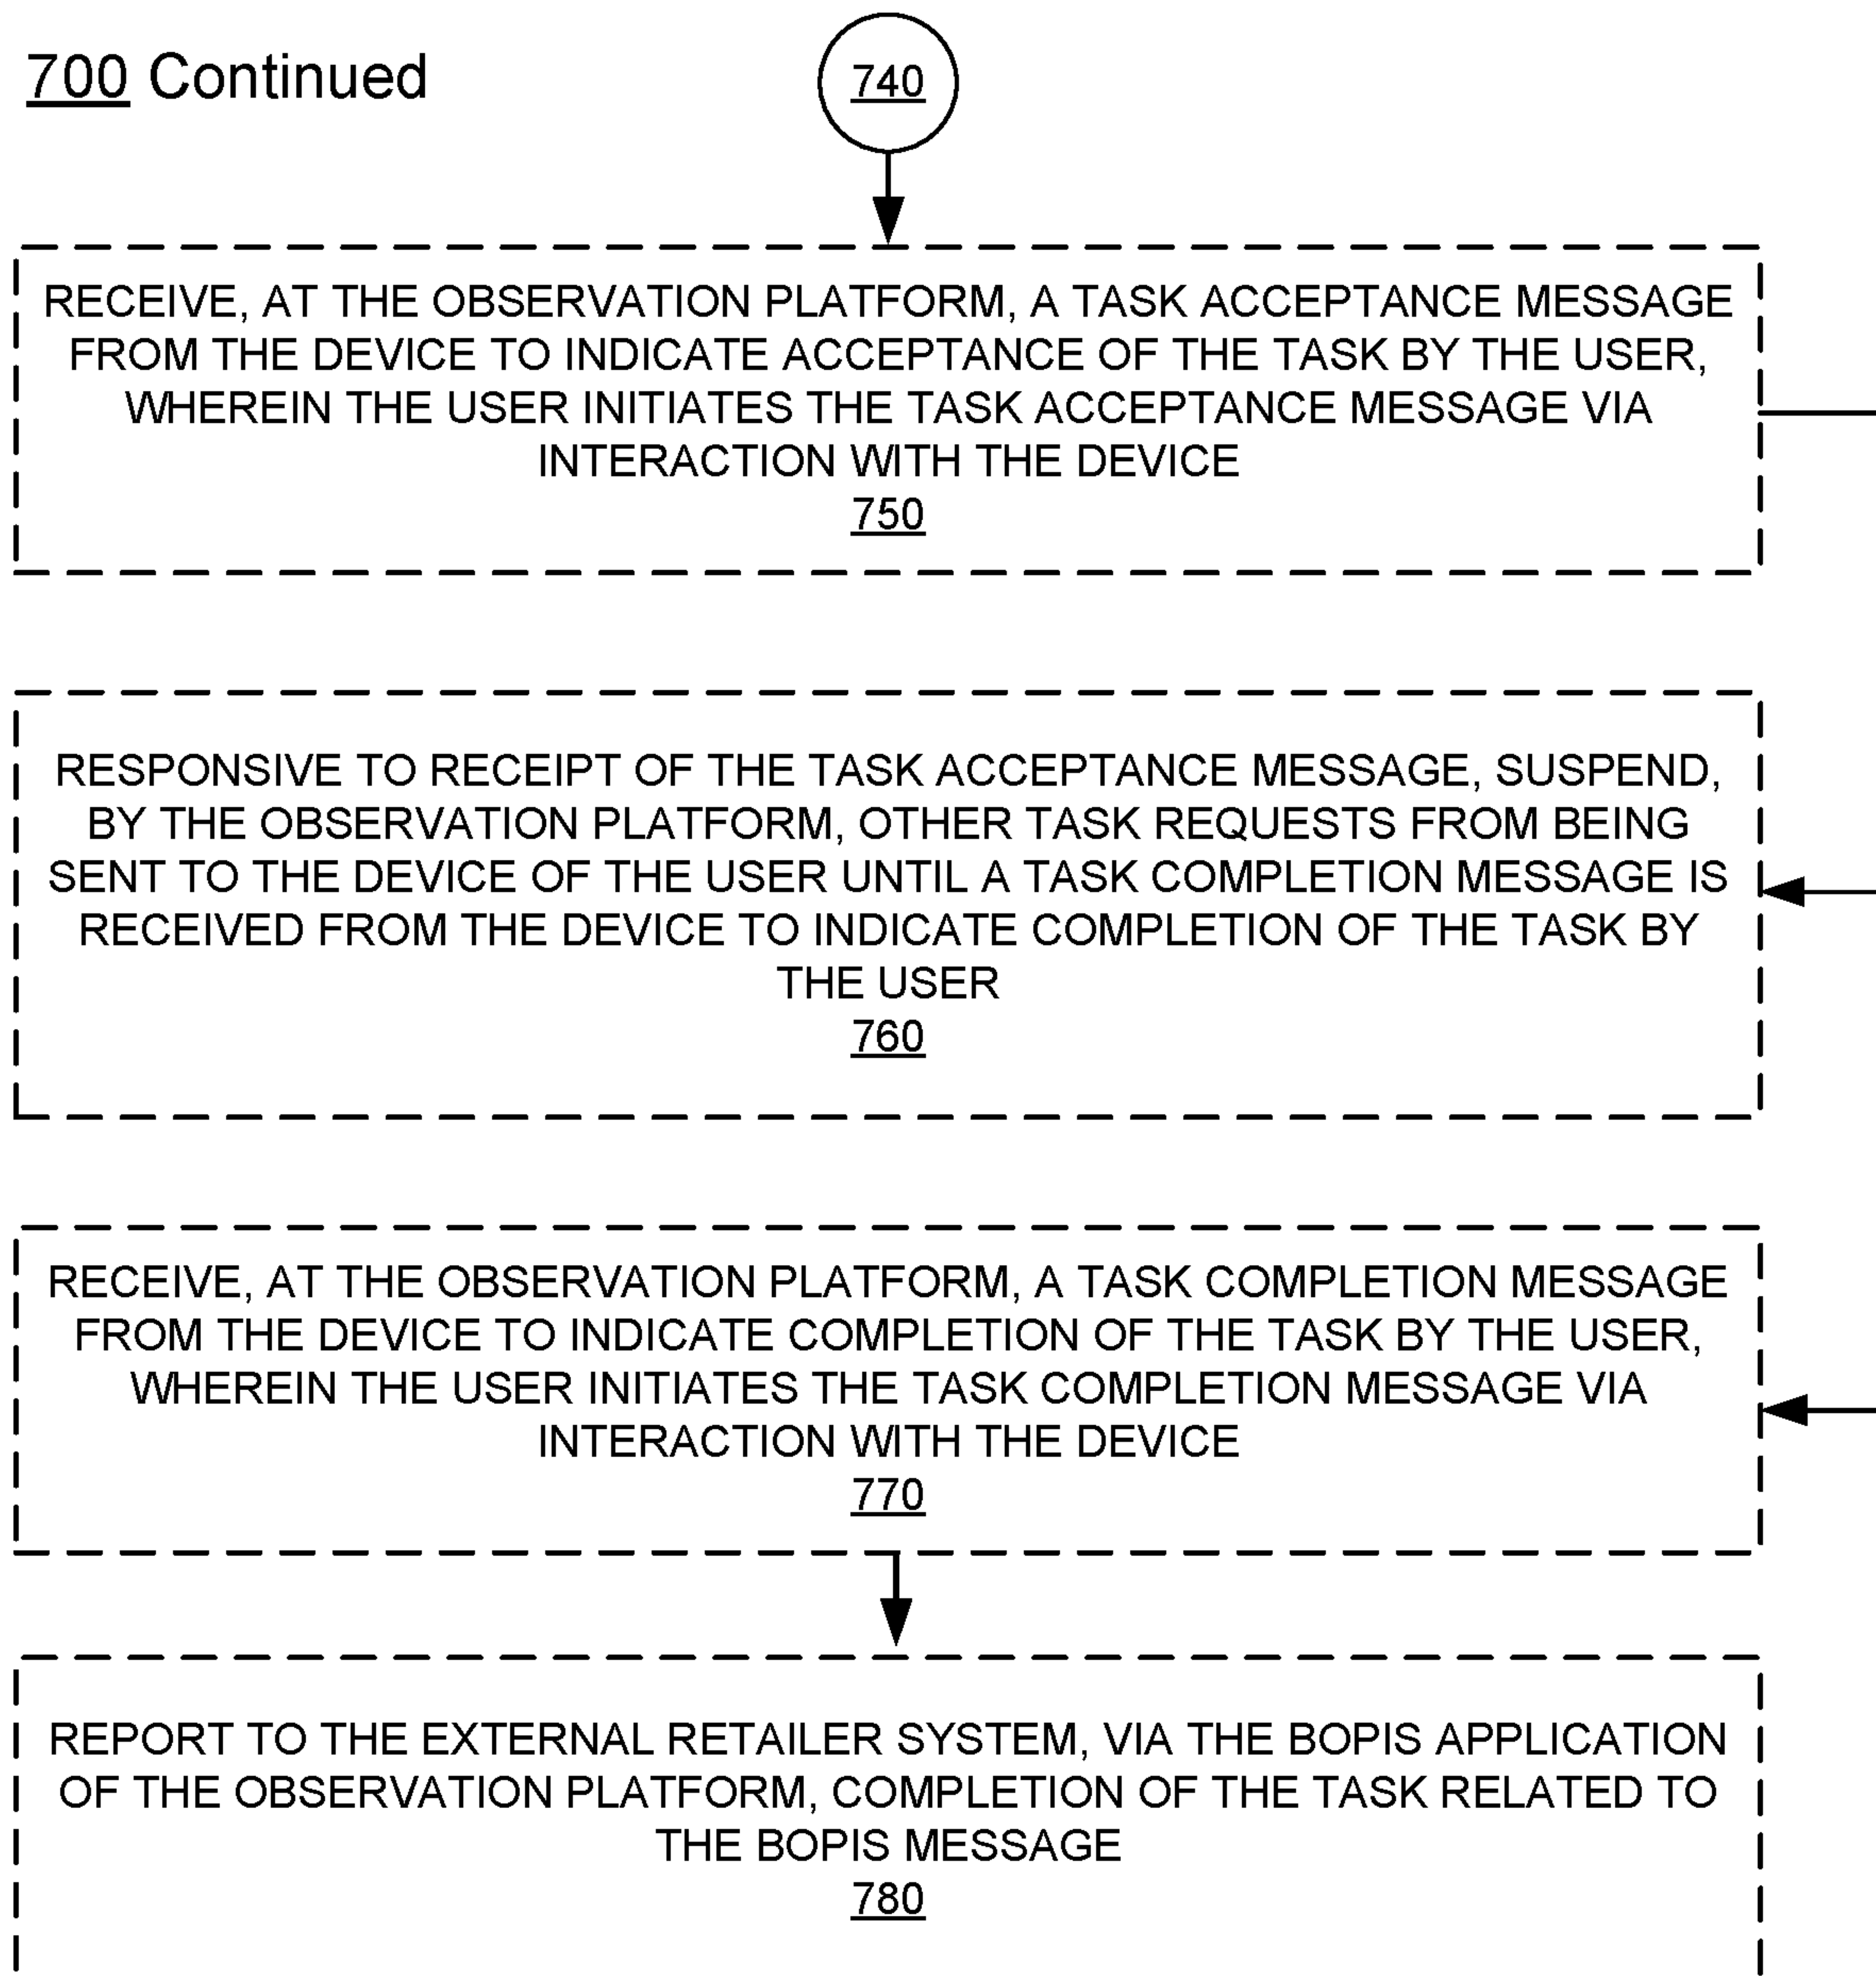 700 Continued
740
RECEIVE, AT THE OBSERVATION PLATFORM, A TASK ACCEPTANCE MESSAGE
FROM THE DEVICE TO INDICATE ACCEPTANCE OF THE TASK BY THE USER,
WHEREIN THE USER INITIATES THE TASK ACCEPTANCE MESSAGE VIA
INTERACTION WITH THE DEVICE
750
RESPONSIVE TO RECEIPT OF THE TASK ACCEPTANCE MESSAGE, SUSPEND,
BY THE OBSERVATION PLATFORM, OTHER TASK REQUESTS FROM BEING
SENT TO THE DEVICE OF THE USER UNTIL A TASK COMPLETION MESSAGE IS
RECEIVED FROM THE DEVICE TO INDICATE COMPLETION OF THE TASK BY
THE USER
760
RECEIVE, AT THE OBSERVATION PLATFORM, A TASK COMPLETION MESSAGE
FROM THE DEVICE TO INDICATE COMPLETION OF THE TASK BY THE USER,
WHEREIN THE USER INITIATES THE TASK COMPLETION MESSAGE VIA
INTERACTION WITH THE DEVICE
770
REPORT TO THE EXTERNAL RETAILER SYSTEM, VIA THE BOPIS APPLICATION
OF THE OBSERVATION PLATFORM, COMPLETION OF THE TASK RELATED TO
THE BOPIS MESSAGE
780